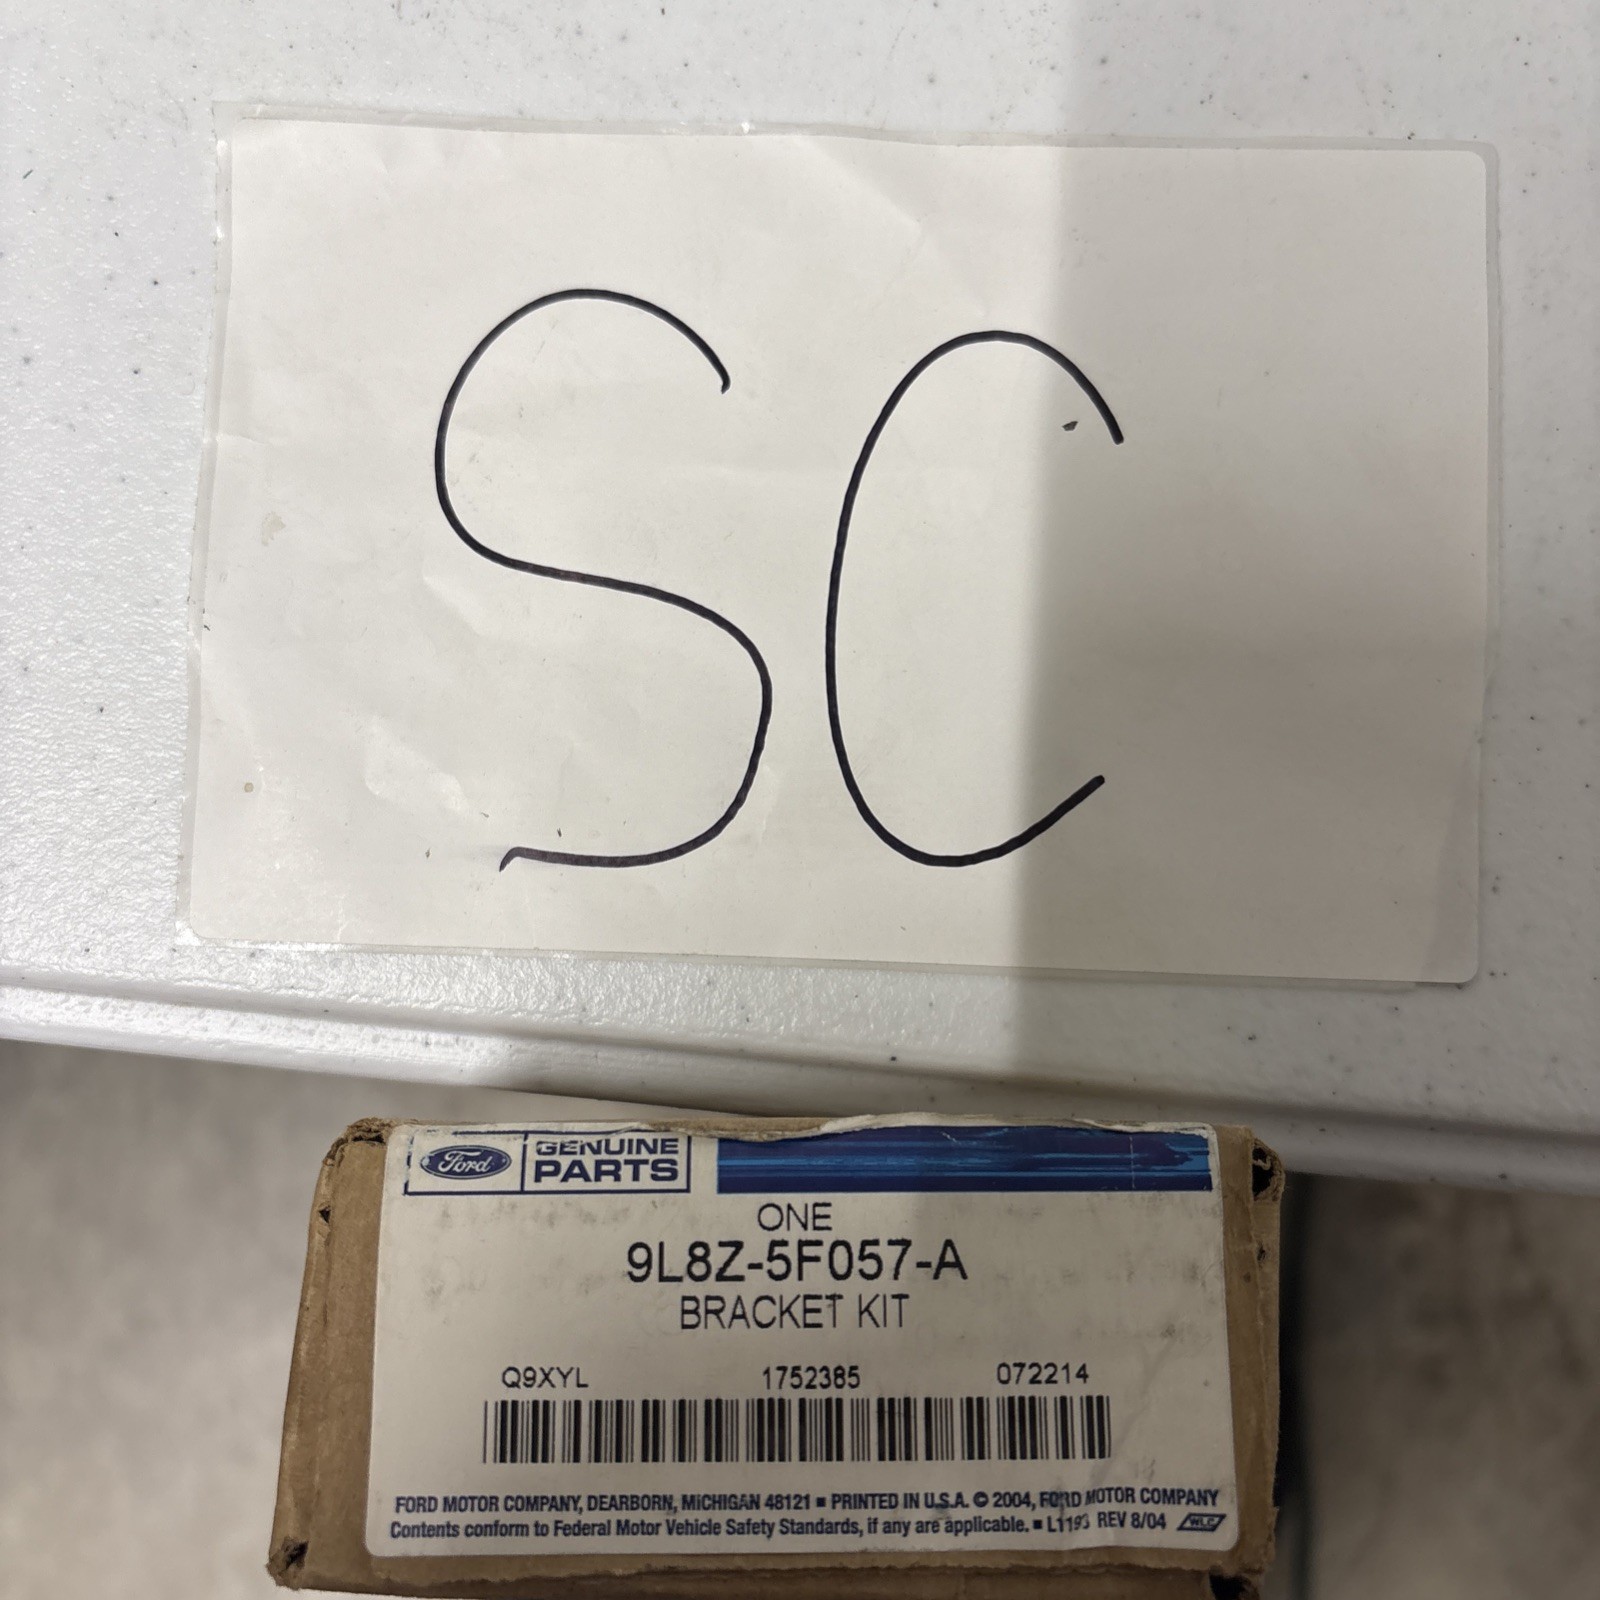 SC
Ford
GENUINE
PARTS
ONE
9L8Z-5F057-A
BRACKET KIT
Q9XYL 1752385 072214
FORD MOTOR COMPANY, DEARBORN, MICHIGAN 48121 ■ PRINTED IN U.S.A. © 2004, FORD MOTOR COMPANY
Contents conform to Federal Motor Vehicle Safety Standards, if any are applicable. ■ L1193 REV 8/04 WLC